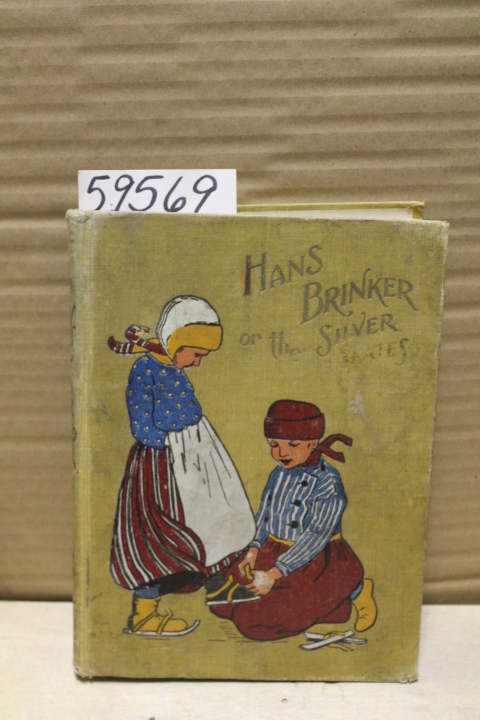 59569
HANS
BRINKER
or the SILVER
SKATES